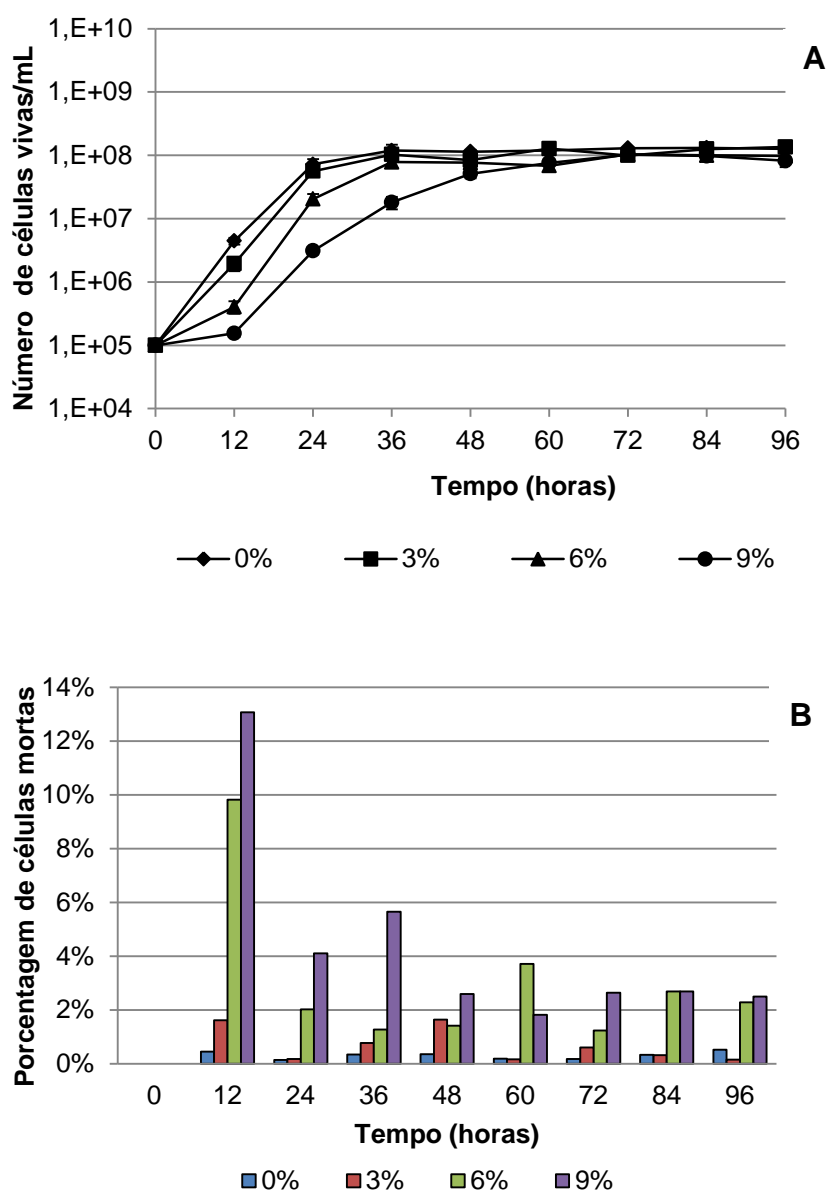 1,E+10
1,E+09
1,E+08
1,E+07
1,E+06
1,E+05
1,E+04
Número de células vivas/mL
A
0 12 24 36 48 60 72 84 96
Tempo (horas)
0% 3% 6% 9%
14%
12%
10%
8%
6%
4%
2%
0%
Porcentagem de células mortas
B
0 12 24 36 48 60 72 84 96
Tempo (horas)
0% 3% 6% 9%